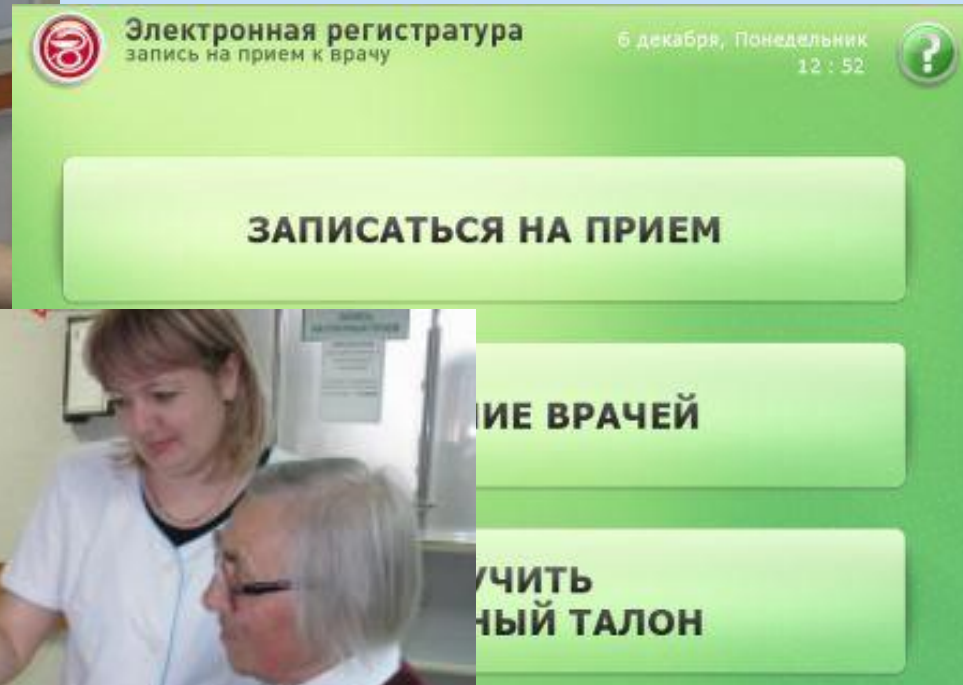 Электронная регистратура
запись на прием к врачу
6 декабря, Понедельник
12 : 52
?
ЗАПИСАТЬСЯ НА ПРИЕМ
ИЕ ВРАЧЕЙ
УЧИТЬ
НЫЙ ТАЛОН